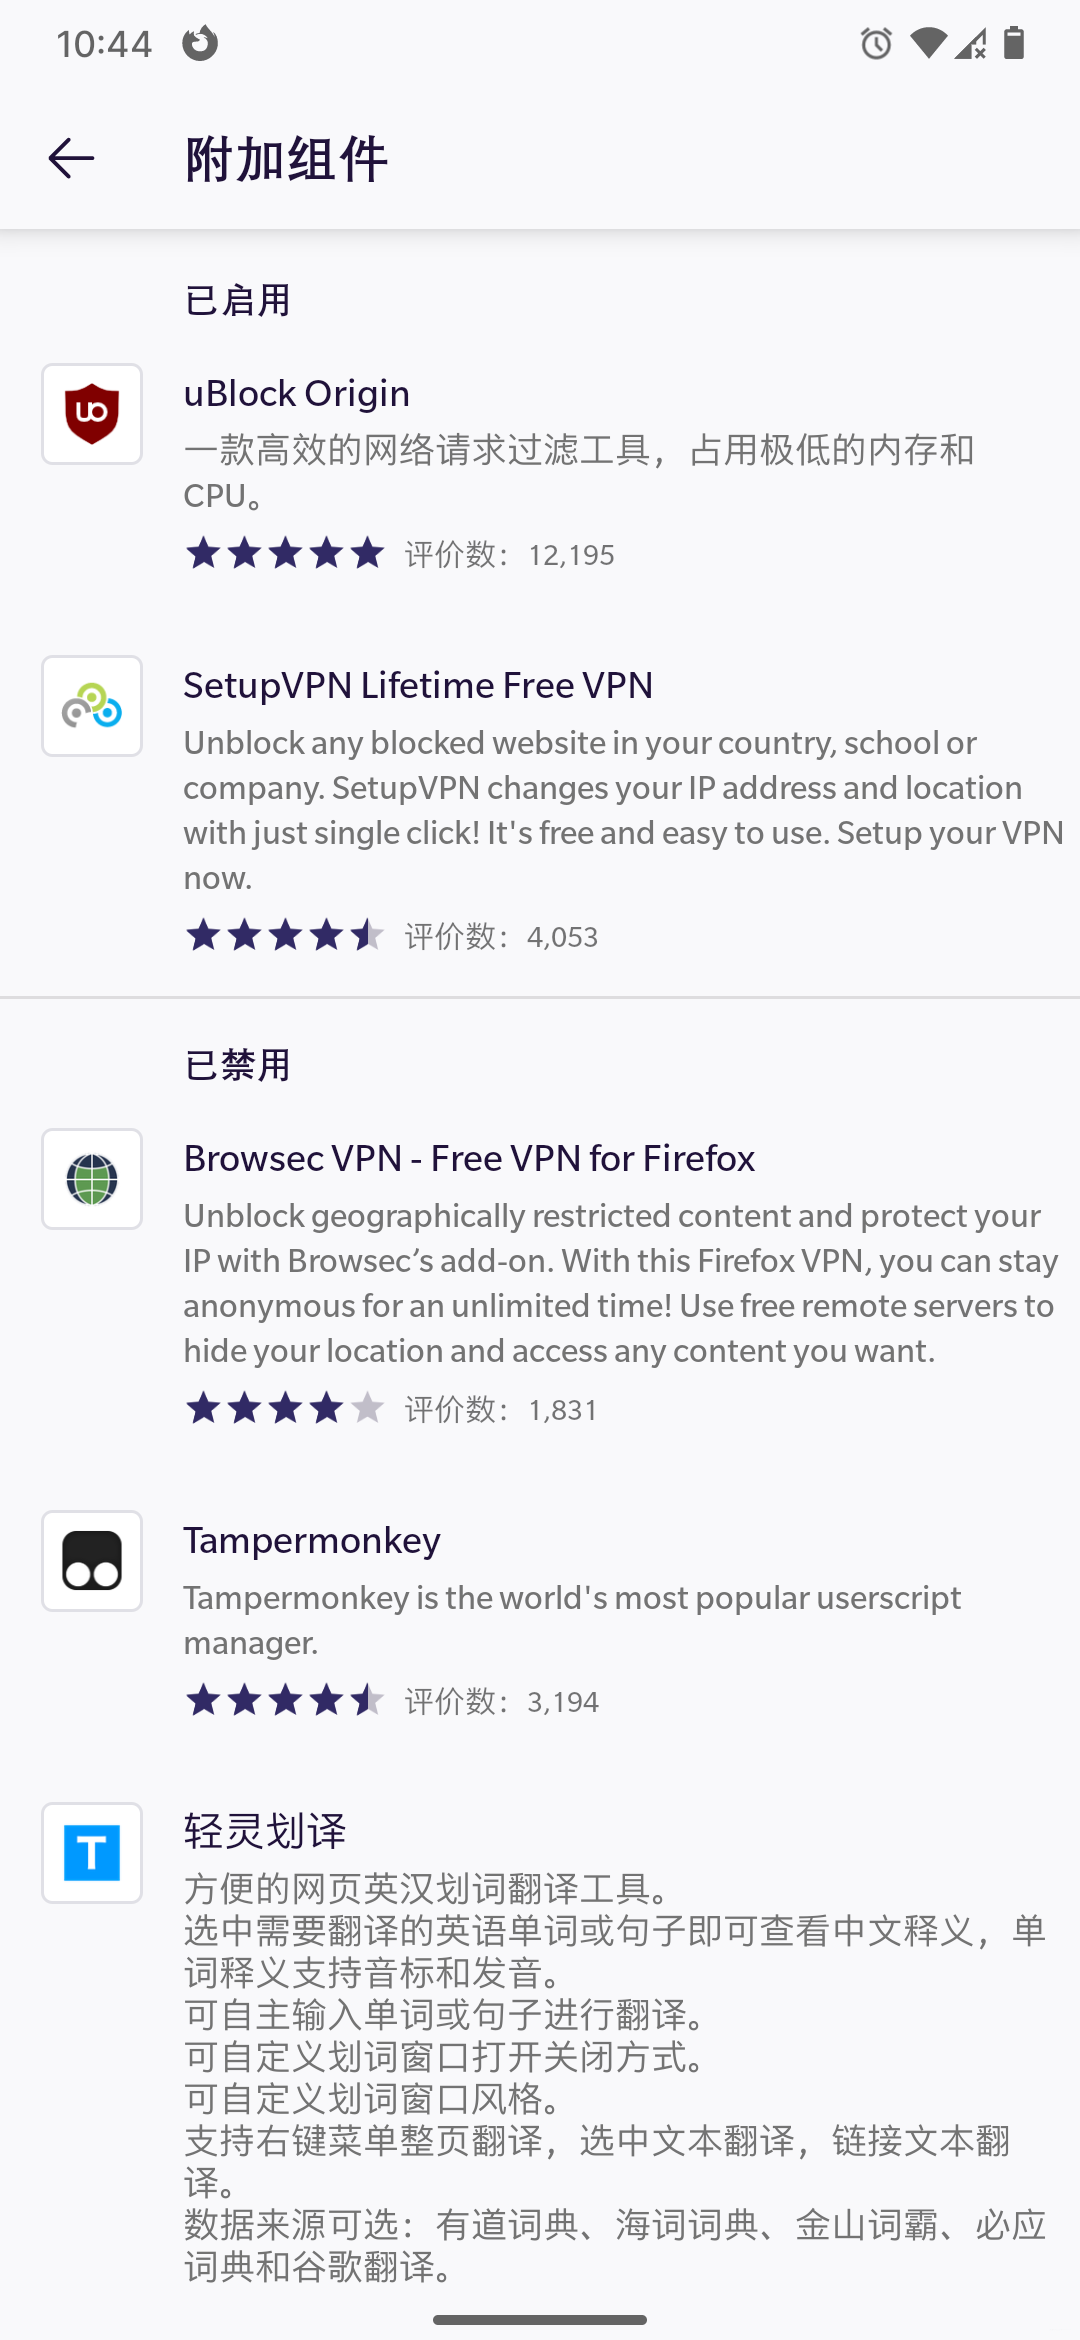 10:44
附加组件
已启用
uBlock Origin
一款高效的网络请求过滤工具，占用极低的内存和
CPU。
评价数：12,195
SetupVPN Lifetime Free VPN
Unblock any blocked website in your country, school or
company. SetupVPN changes your IP address and location
with just single click! It's free and easy to use. Setup your VPN
now.
评价数：4,053
已禁用
Browsec VPN - Free VPN for Firefox
Unblock geographically restricted content and protect your
IP with Browsec’s add-on. With this Firefox VPN, you can stay
anonymous for an unlimited time! Use free remote servers to
hide your location and access any content you want.
评价数：1,831
Tampermonkey
Tampermonkey is the world's most popular userscript
manager.
评价数：3,194
T
轻灵划译
方便的网页英汉划词翻译工具。
选中需要翻译的英语单词或句子即可查看中文释义，单
词释义支持音标和发音。
可自主输入单词或句子进行翻译。
可自定义划词窗口打开关闭方式。
可自定义划词窗口风格。
支持右键菜单整页翻译，选中文本翻译，链接文本翻
译。
数据来源可选：有道词典、海词词典、金山词霸、必应
词典和谷歌翻译。